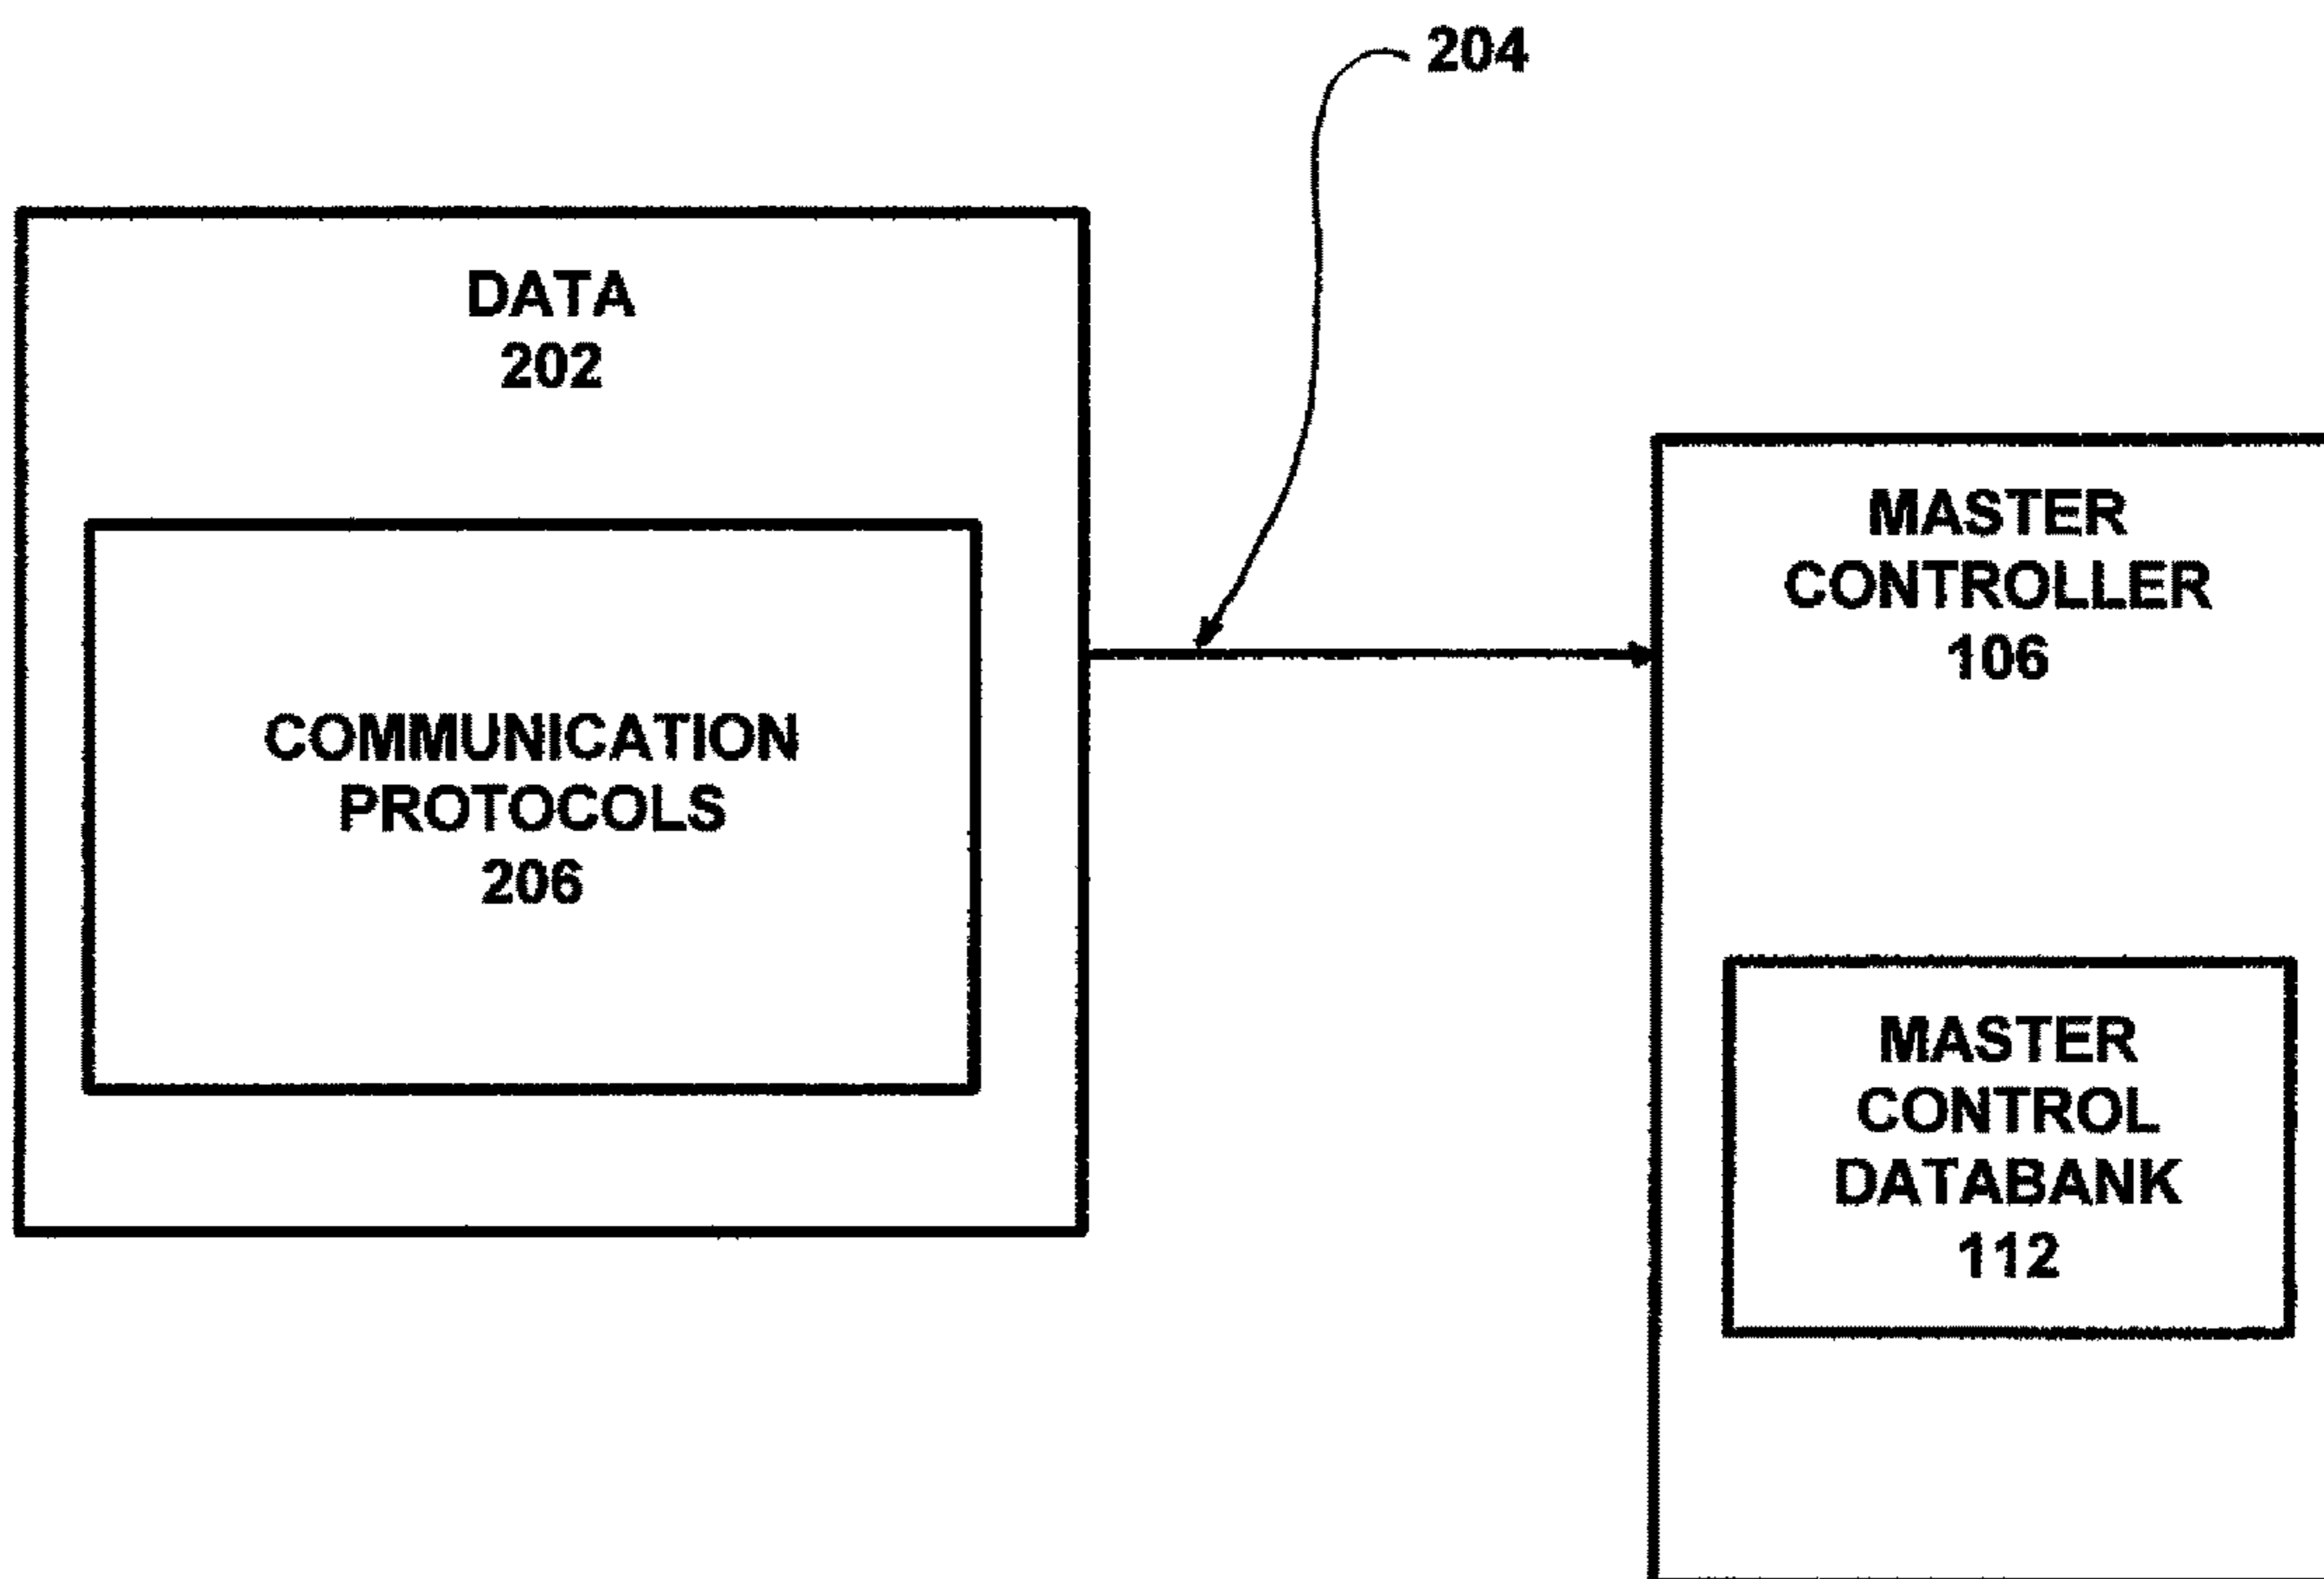 204
DATA
202
COMMUNICATION
PROTOCOLS
206
MASTER
CONTROLLER
106
MASTER
CONTROL
DATABANK
112